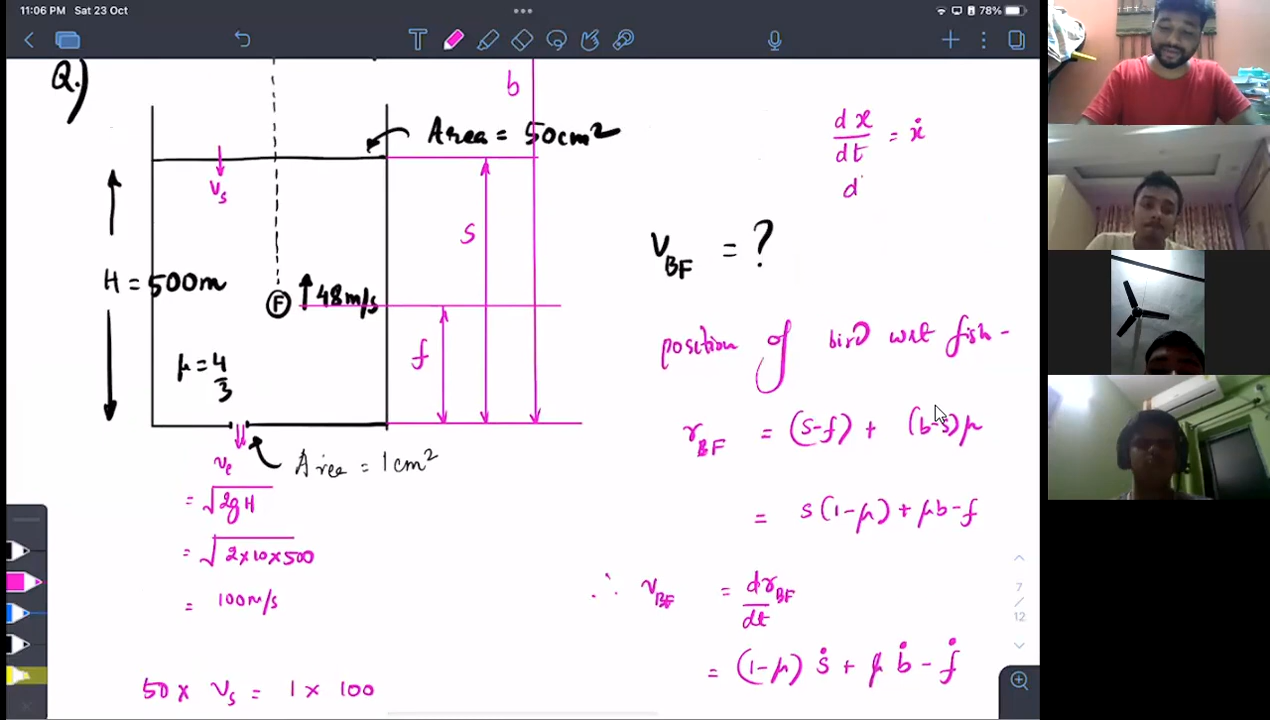 11:06 PM Sat 23 Oct
78%
T
Q.)
b
Area = 50cm²
dx/dt = ẋ
d
Vs
S
H = 500m
F ↑ 48m/s
V_BF = ?
f
position of bird wrt fish -
μ = 4/3
r_BF = (s-f) + (b-s)μ
Area = 1cm²
ve
= √2gH
= s(1-μ) + μb - f
= √2×10×500
∴ v_BF = dr_BF/dt
= 100m/s
7
/
12
= (1-μ) ṡ + μ ḃ - ḟ
50 × Vs = 1 × 100